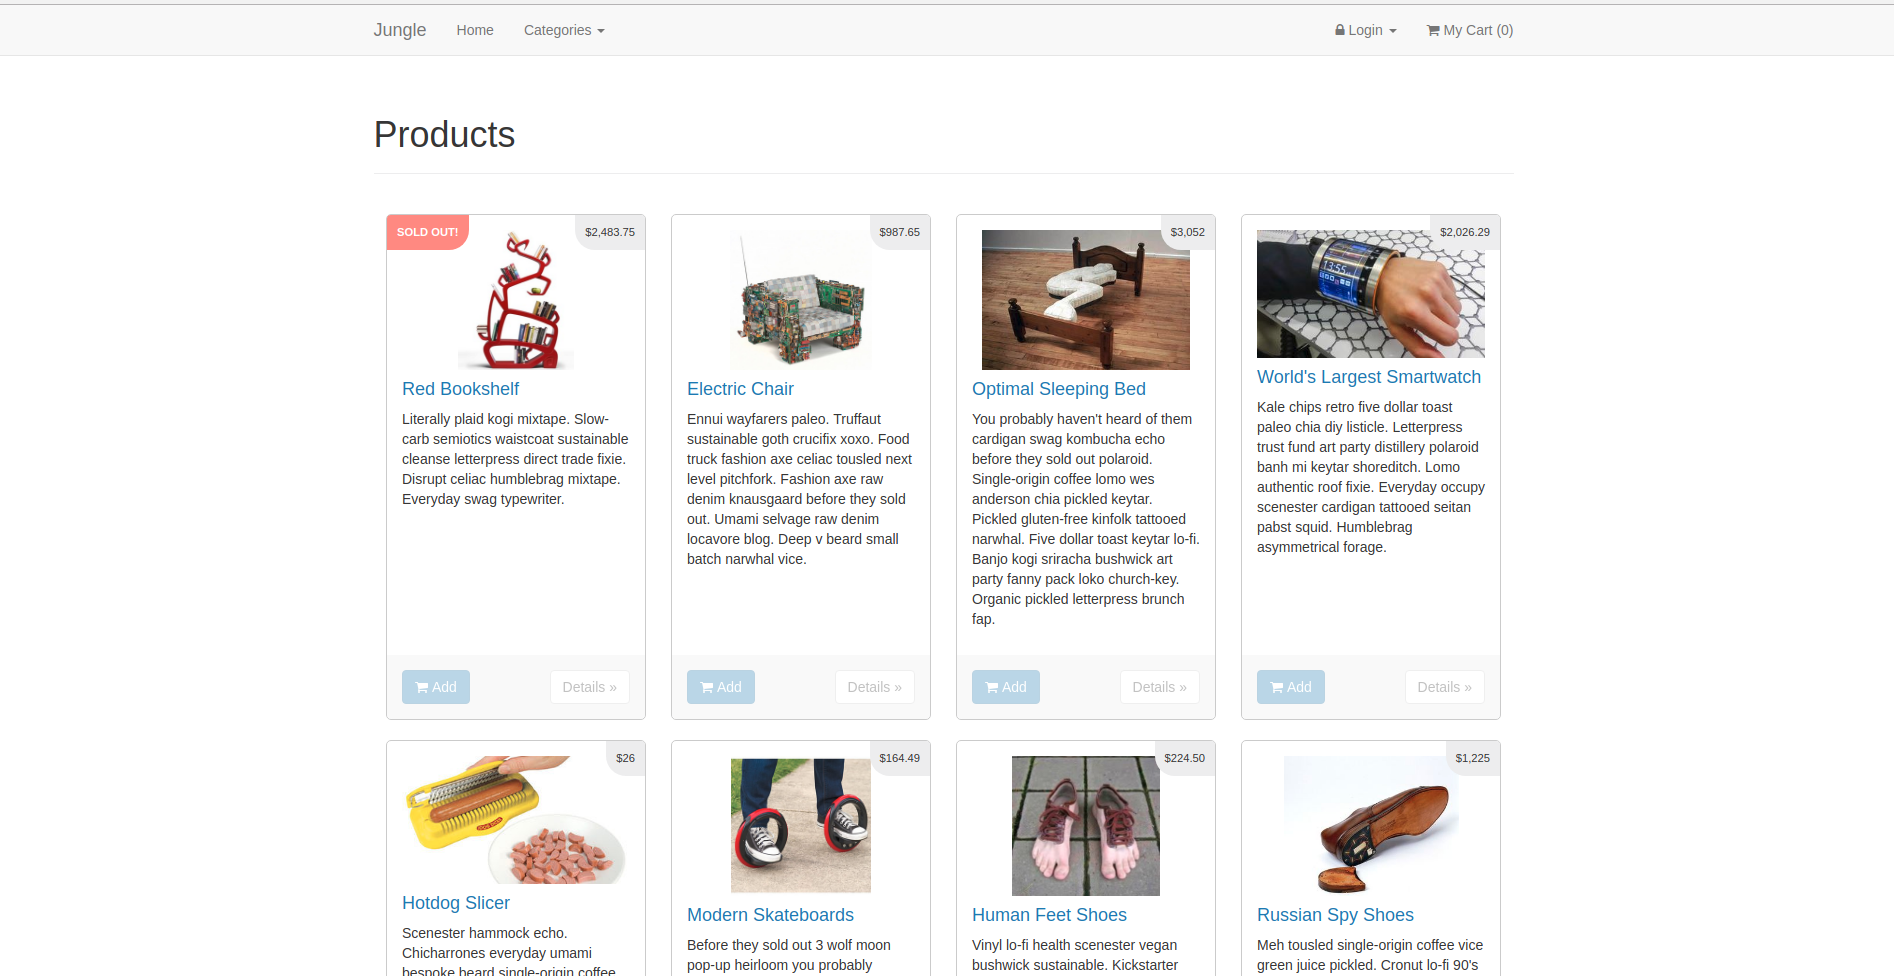 Jungle Home Categories Login My Cart (0)
Products
SOLD OUT!
$2,483.75
Red Bookshelf
Literally plaid kogi mixtape. Slow-
carb semiotics waistcoat sustainable
cleanse letterpress direct trade fixie.
Disrupt celiac humblebrag mixtape.
Everyday swag typewriter.
Add
Details »
$987.65
Electric Chair
Ennui wayfarers paleo. Truffaut
sustainable goth crucifix xoxo. Food
truck fashion axe celiac tousled next
level pitchfork. Fashion axe raw
denim knausgaard before they sold
out. Umami selvage raw denim
locavore blog. Deep v beard small
batch narwhal vice.
Add
Details »
$3,052
Optimal Sleeping Bed
You probably haven't heard of them
cardigan swag kombucha echo
before they sold out polaroid.
Single-origin coffee lomo wes
anderson chia pickled keytar.
Pickled gluten-free kinfolk tattooed
narwhal. Five dollar toast keytar lo-fi.
Banjo kogi sriracha bushwick art
party fanny pack loko church-key.
Organic pickled letterpress brunch
fap.
Add
Details »
$2,026.29
13:55
World's Largest Smartwatch
Kale chips retro five dollar toast
paleo chia diy listicle. Letterpress
trust fund art party distillery polaroid
banh mi keytar shoreditch. Lomo
authentic roof fixie. Everyday occupy
scenester cardigan tattooed seitan
pabst squid. Humblebrag
asymmetrical forage.
Add
Details »
$26
Hotdog Slicer
Scenester hammock echo.
Chicharrones everyday umami
bespoke beard single-origin coffee
$164.49
Modern Skateboards
Before they sold out 3 wolf moon
pop-up heirloom you probably
$224.50
Human Feet Shoes
Vinyl lo-fi health scenester vegan
bushwick sustainable. Kickstarter
$1,225
Russian Spy Shoes
Meh tousled single-origin coffee vice
green juice pickled. Cronut lo-fi 90's